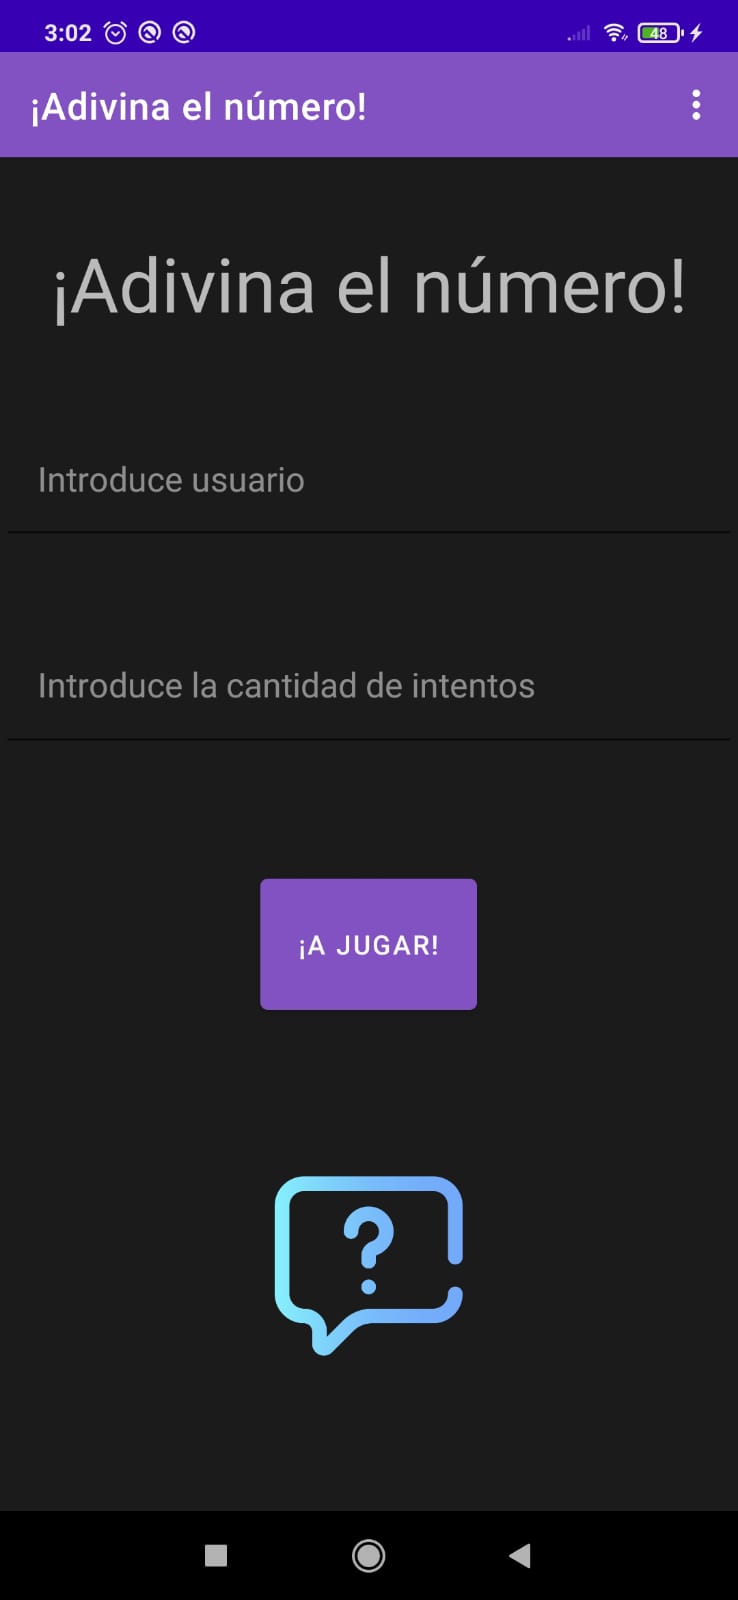 3:02
48
¡Adivina el número!
¡Adivina el número!
Introduce usuario
Introduce la cantidad de intentos
¡A JUGAR!
?